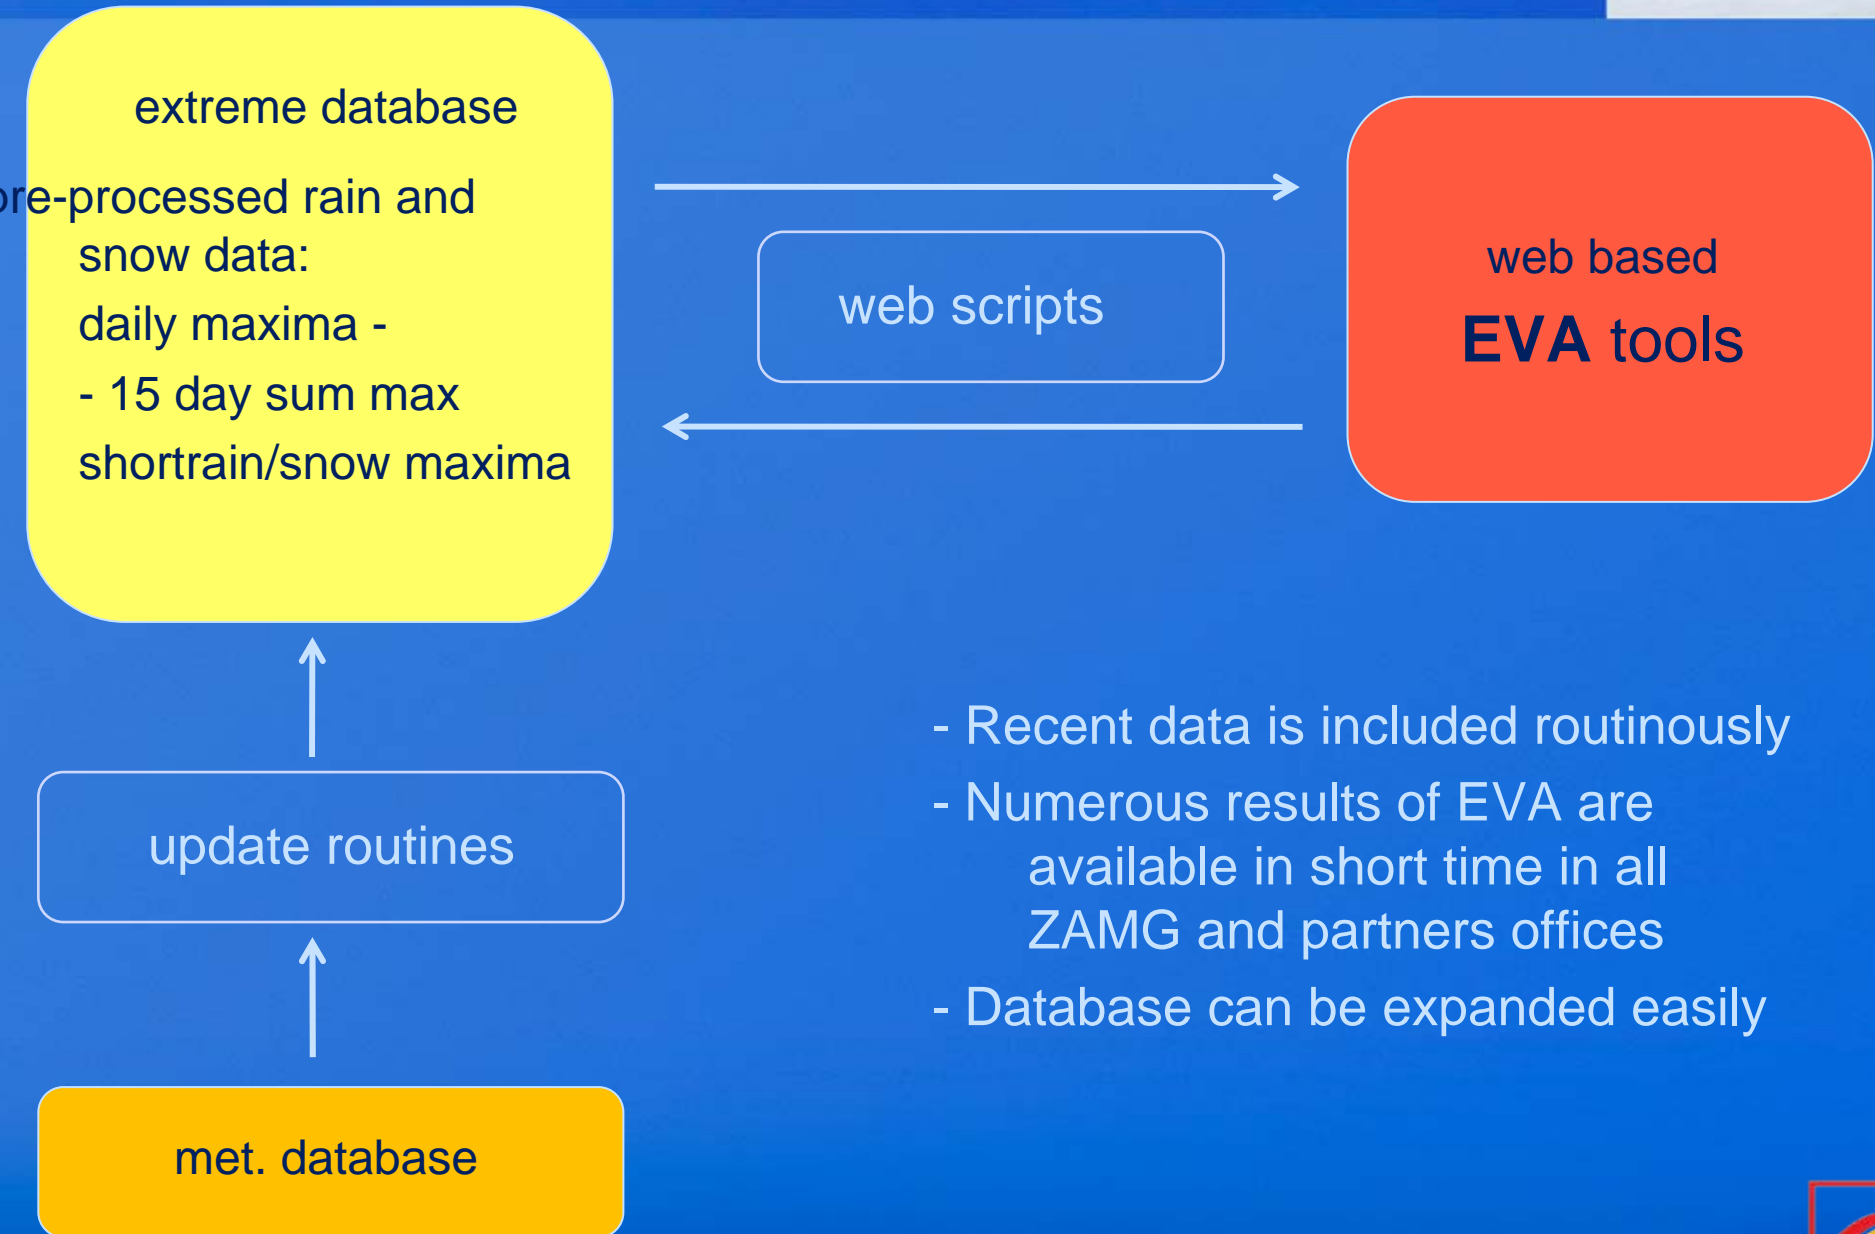 extreme database
pre-processed rain and
snow data:
daily maxima -
- 15 day sum max
shortrain/snow maxima
web scripts
web based
EVA tools
update routines
met. database
- Recent data is included routinously
- Numerous results of EVA are
available in short time in all
ZAMG and partners offices
- Database can be expanded easily